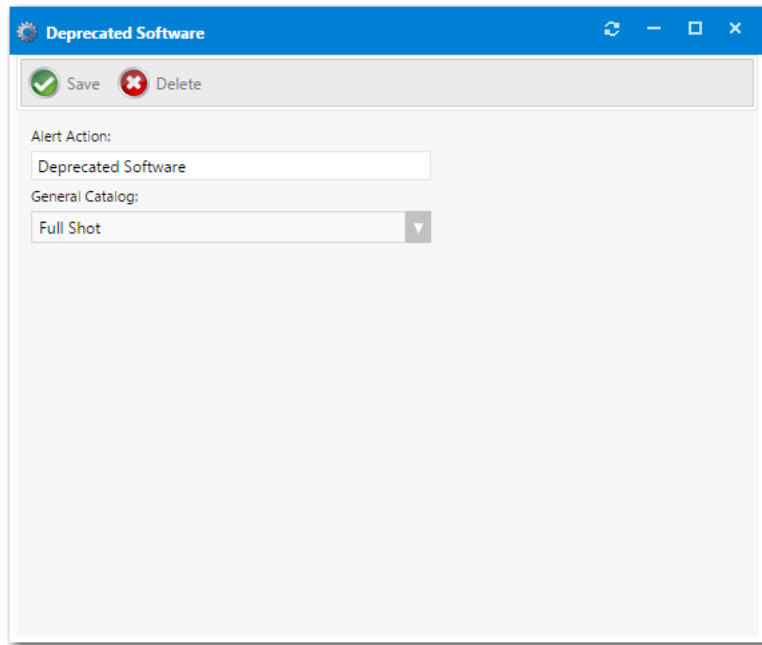 Deprecated Software
Save Delete
Alert Action:
Deprecated Software
General Catalog:
Full Shot